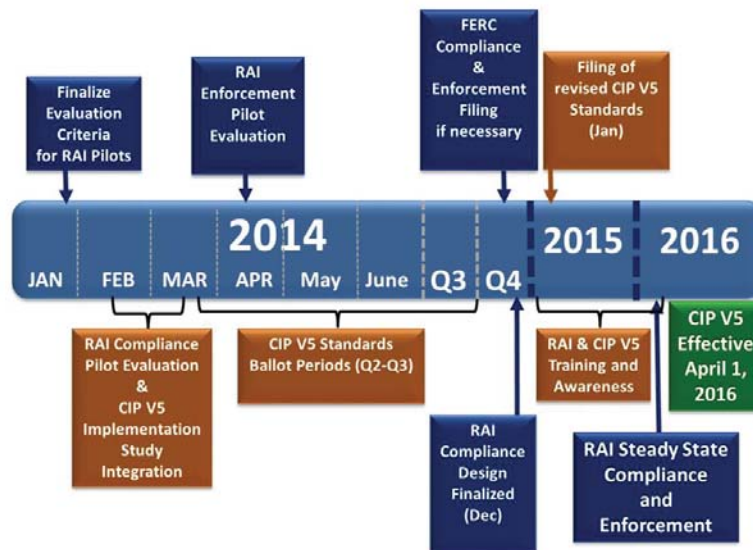 Finalize
Evaluation
Criteria
for RAI Pilots
RAI
Enforcement
Pilot
Evaluation
FERC
Compliance
&
Enforcement
Filing
if necessary
Filing of
revised CIP V5
Standards
(Jan)
2014
2015
2016
JAN
FEB
MAR
APR
May
June
Q3
Q4
RAI Compliance
Pilot Evaluation
&
CIP V5
Implementation
Study
Integration
CIP V5 Standards
Ballot Periods (Q2-Q3)
RAI
Compliance
Design
Finalized
(Dec)
RAI & CIP V5
Training and
Awareness
CIP V5
Effective
April 1,
2016
RAI Steady State
Compliance
and
Enforcement